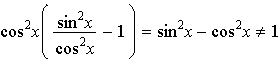 cos²x( sin²x/cos²x − 1 ) = sin²x − cos²x ≠ 1